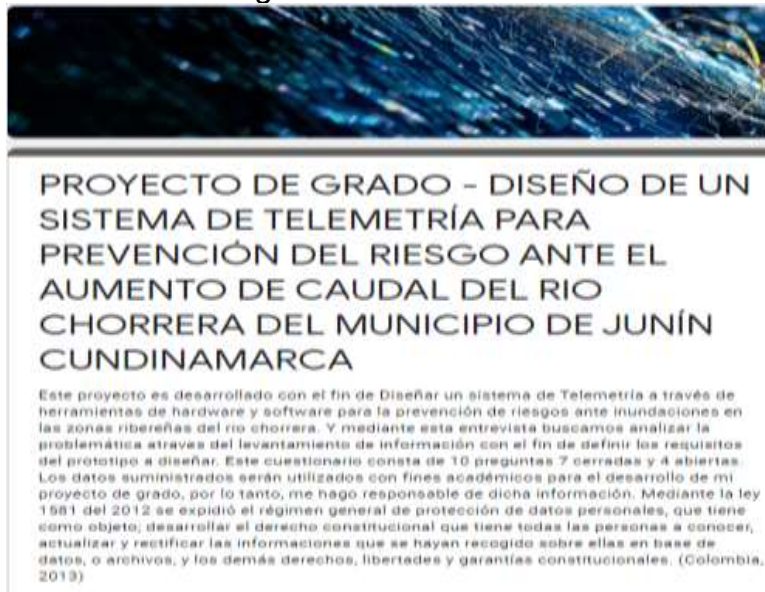 PROYECTO DE GRADO - DISEÑO DE UN
SISTEMA DE TELEMETRÍA PARA
PREVENCIÓN DEL RIESGO ANTE EL
AUMENTO DE CAUDAL DEL RIO
CHORRERA DEL MUNICIPIO DE JUNÍN
CUNDINAMARCA
Este proyecto es desarrollado con el fin de Diseñar un sistema de Telemetría a través de
herramientas de hardware y software para la prevención de riesgos ante inundaciones en
las zonas ribereñas del rio chorrera. Y mediante esta entrevista buscamos analizar la
problemática atraves del levantamiento de información con el fin de definir los requisitos
del prototipo a diseñar. Este cuestionario consta de 10 preguntas 7 cerradas y 4 abiertas.
Los datos suministrados serán utilizados con fines académicos para el desarrollo de mi
proyecto de grado, por lo tanto, me hago responsable de dicha información. Mediante la ley
1581 del 2012 se expidió el régimen general de protección de datos personales, que tiene
como objeto; desarrollar el derecho constitucional que tiene todas las personas a conocer,
actualizar y rectificar las informaciones que se hayan recogido sobre ellas en base de
datos, o archivos, y los demás derechos, libertades y garantías constitucionales. (Colombia,
2013)